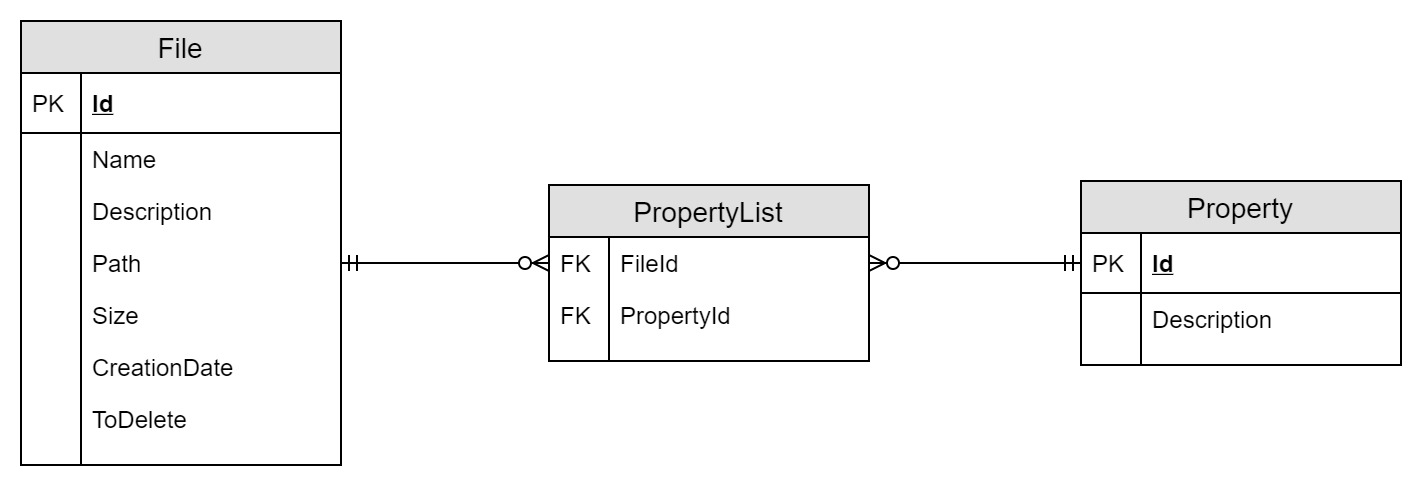 File
PK Id
Name
Description
Path
Size
CreationDate
ToDelete
PropertyList
FK FileId
FK PropertyId
Property
PK Id
Description